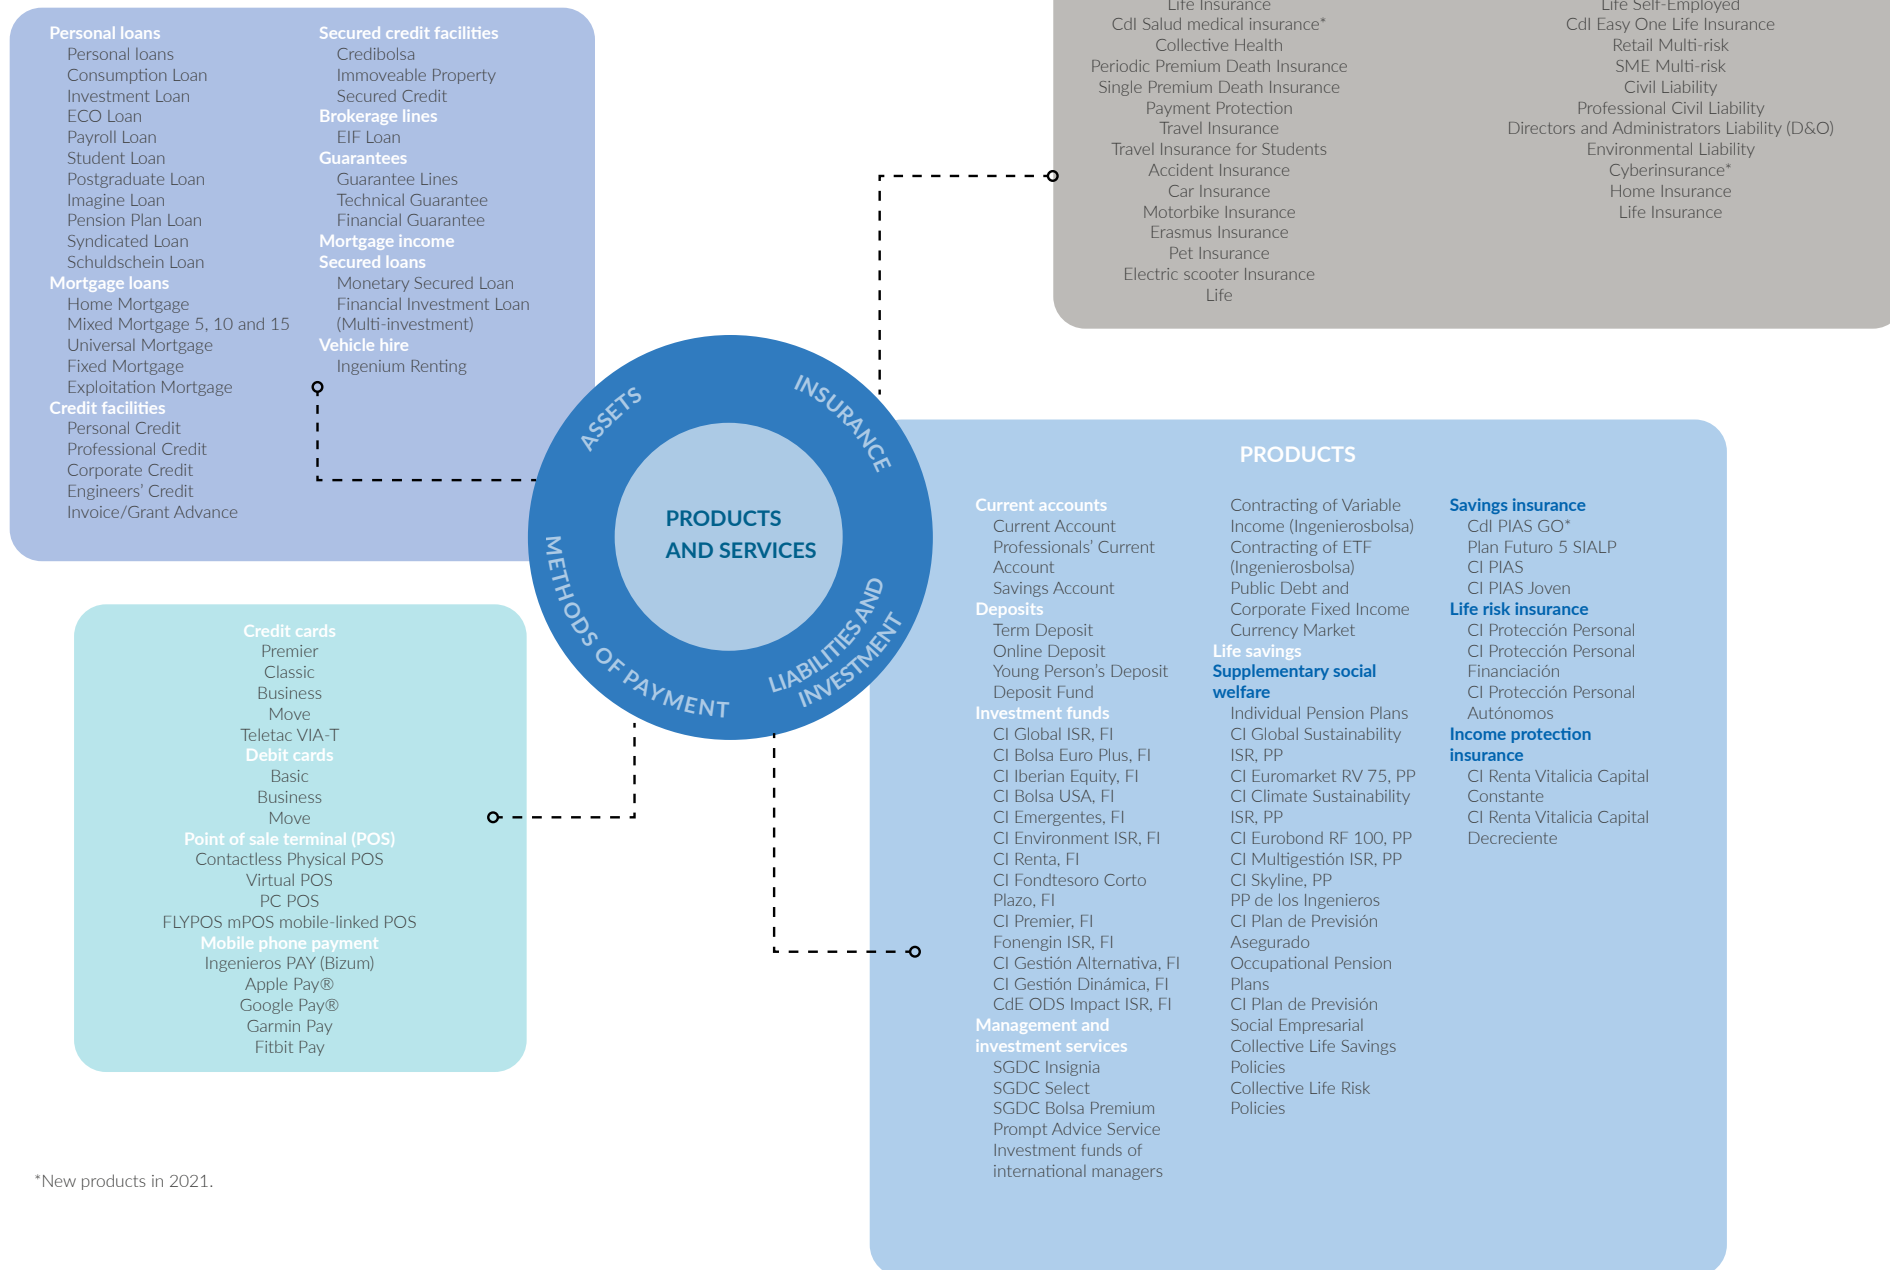 Personal loans
Personal loans
Consumption Loan
Investment Loan
ECO Loan
Payroll Loan
Student Loan
Postgraduate Loan
Imagine Loan
Pension Plan Loan
Syndicated Loan
Schuldschein Loan
Mortgage loans
Home Mortgage
Mixed Mortgage 5, 10 and 15
Universal Mortgage
Fixed Mortgage
Exploitation Mortgage
Credit facilities
Personal Credit
Professional Credit
Corporate Credit
Engineers' Credit
Invoice/Grant Advance
Secured credit facilities
Credibolsa
Immoveable Property
Secured Credit
Brokerage lines
EIF Loan
Guarantees
Guarantee Lines
Technical Guarantee
Financial Guarantee
Mortgage income
Secured loans
Monetary Secured Loan
Financial Investment Loan
(Multi-investment)
Vehicle hire
Ingenium Renting
Life Insurance
CdI Salud medical insurance*
Collective Health
Periodic Premium Death Insurance
Single Premium Death Insurance
Payment Protection
Travel Insurance
Travel Insurance for Students
Accident Insurance
Car Insurance
Motorbike Insurance
Erasmus Insurance
Pet Insurance
Electric scooter Insurance
Life
Life Self-Employed
CdI Easy One Life Insurance
Retail Multi-risk
SME Multi-risk
Civil Liability
Professional Civil Liability
Directors and Administrators Liability (D&O)
Environmental Liability
Cyberinsurance*
Home Insurance
Life Insurance
ASSETS
INSURANCE
PRODUCTS
AND SERVICES
METHODS OF PAYMENT
LIABILITIES AND
INVESTMENT
Credit cards
Premier
Classic
Business
Move
Teletac VIA-T
Debit cards
Basic
Business
Move
Point of sale terminal (POS)
Contactless Physical POS
Virtual POS
PC POS
FLYPOS mPOS mobile-linked POS
Mobile phone payment
Ingenieros PAY (Bizum)
Apple Pay®
Google Pay®
Garmin Pay
Fitbit Pay
PRODUCTS
Current accounts
Current Account
Professionals' Current
Account
Savings Account
Deposits
Term Deposit
Online Deposit
Young Person's Deposit
Deposit Fund
Investment funds
CI Global ISR, FI
CI Bolsa Euro Plus, FI
CI Iberian Equity, FI
CI Bolsa USA, FI
CI Emergentes, FI
CI Environment ISR, FI
CI Renta, FI
CI Fondtesoro Corto
Plazo, FI
CI Premier, FI
Fonengin ISR, FI
CI Gestión Alternativa, FI
CI Gestión Dinámica, FI
CdE ODS Impact ISR, FI
Management and
investment services
SGDC Insignia
SGDC Select
SGDC Bolsa Premium
Prompt Advice Service
Investment funds of
international managers
Contracting of Variable
Income (Ingenierosbolsa)
Contracting of ETF
(Ingenierosbolsa)
Public Debt and
Corporate Fixed Income
Currency Market
Life savings
Supplementary social
welfare
Individual Pension Plans
CI Global Sustainability
ISR, PP
CI Euromarket RV 75, PP
CI Climate Sustainability
ISR, PP
CI Eurobond RF 100, PP
CI Multigestión ISR, PP
CI Skyline, PP
PP de los Ingenieros
CI Plan de Previsión
Asegurado
Occupational Pension
Plans
CI Plan de Previsión
Social Empresarial
Collective Life Savings
Policies
Collective Life Risk
Policies
Savings insurance
CdI PIAS GO*
Plan Futuro 5 SIALP
CI PIAS
CI PIAS Joven
Life risk insurance
CI Protección Personal
CI Protección Personal
Financiación
CI Protección Personal
Autónomos
Income protection
insurance
CI Renta Vitalicia Capital
Constante
CI Renta Vitalicia Capital
Decreciente
*New products in 2021.